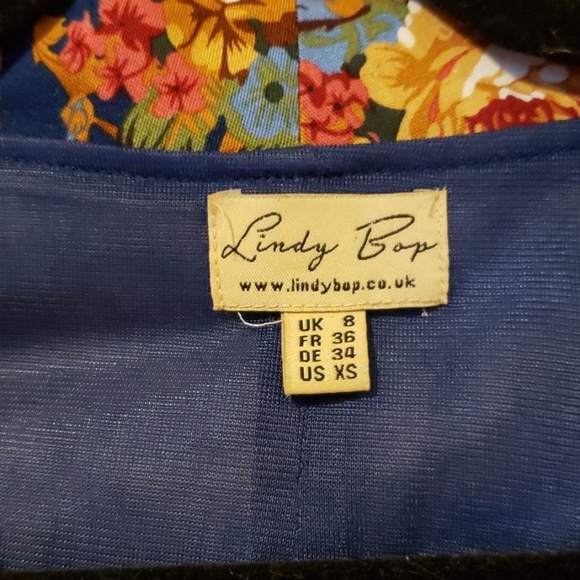 Lindy Bop
www.lindybop.co.uk
UK 8
FR 36
DE 34
US XS